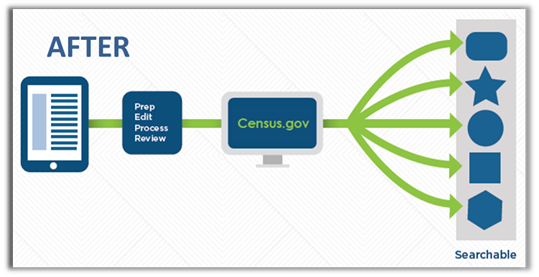 AFTER
Prep
Edit
Process
Review
Census.gov
Searchable